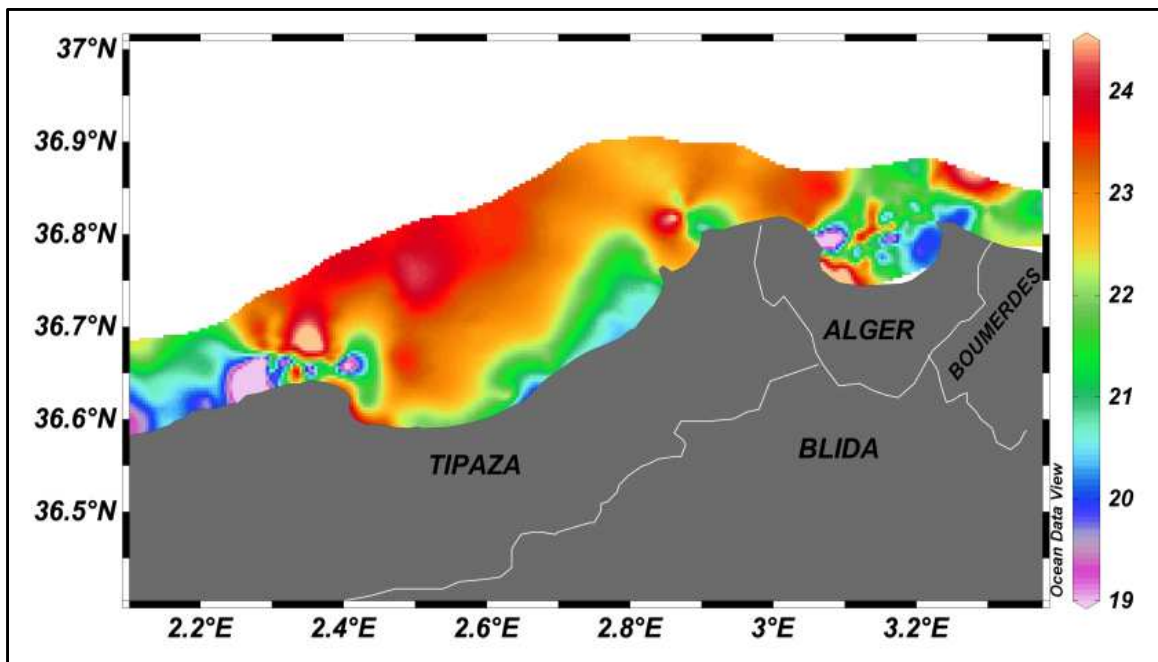 37°N
36.9°N
36.8°N
36.7°N
36.6°N
36.5°N
2.2°E
2.4°E
2.6°E
2.8°E
3°E
3.2°E
TIPAZA
BLIDA
ALGER
BOUMERDES
Ocean Data View
24
23
22
21
20
19